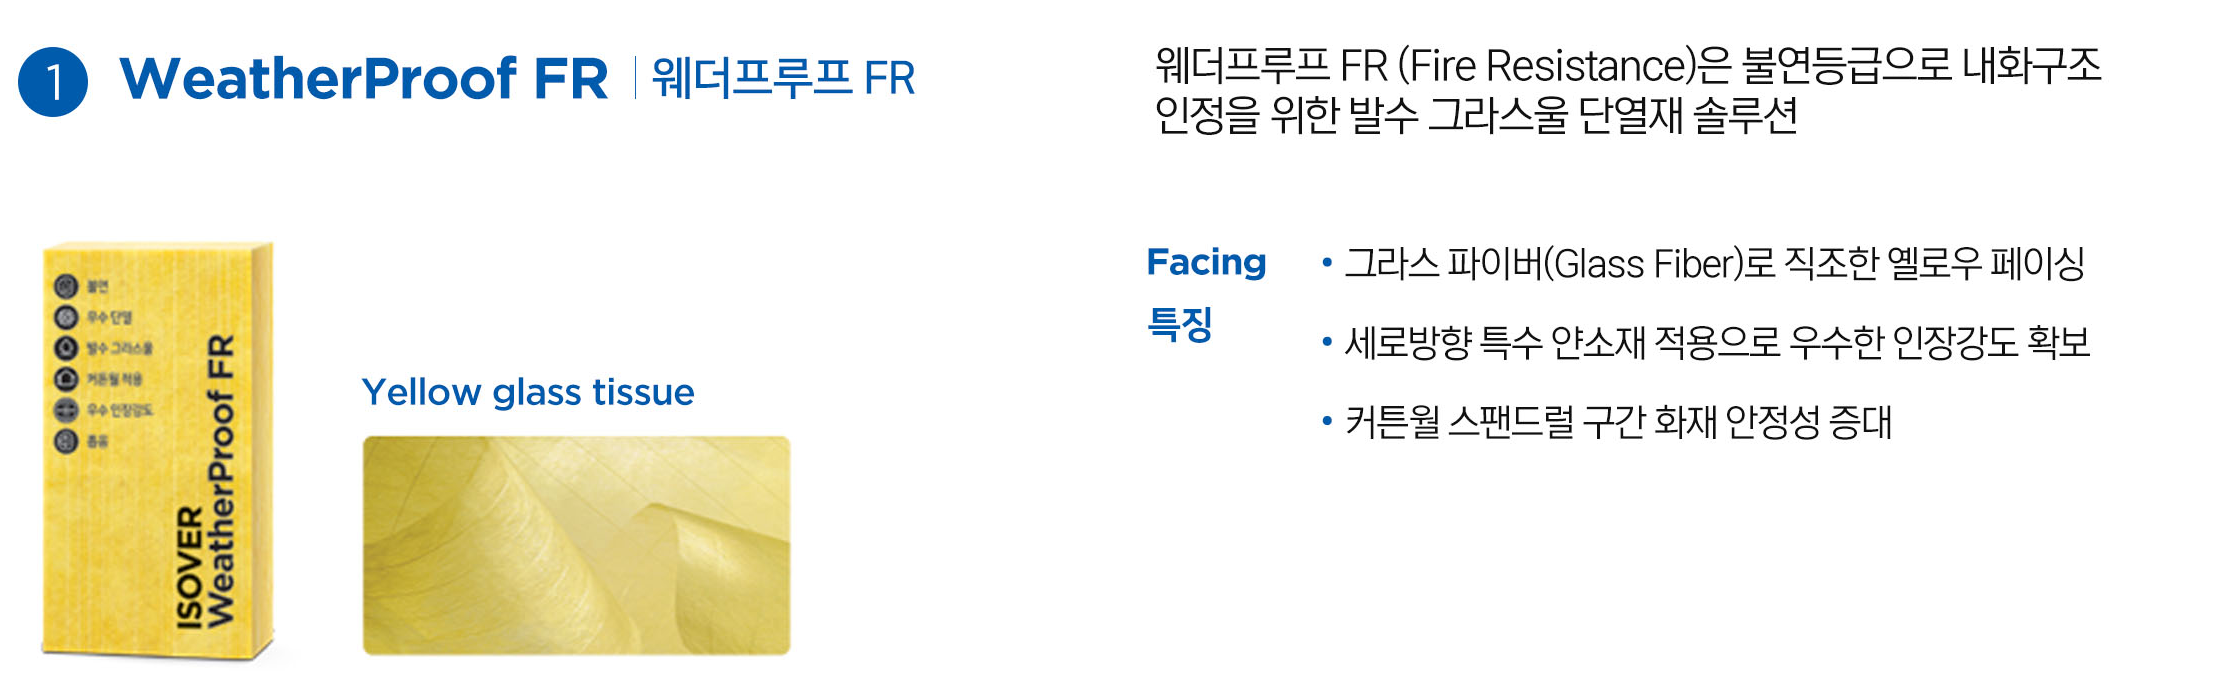 1 WeatherProof FR | 웨더프루프 FR
웨더프루프 FR (Fire Resistance)은 불연등급으로 내화구조
인정을 위한 발수 그라스울 단열재 솔루션
불연
우수 단열
발수 그라스울
커튼월 적용
우수 인장강도
흡음
ISOVER
WeatherProof FR
Yellow glass tissue
Facing
특징
• 그라스 파이버(Glass Fiber)로 직조한 옐로우 페이싱
• 세로방향 특수 얀소재 적용으로 우수한 인장강도 확보
• 커튼월 스팬드럴 구간 화재 안정성 증대